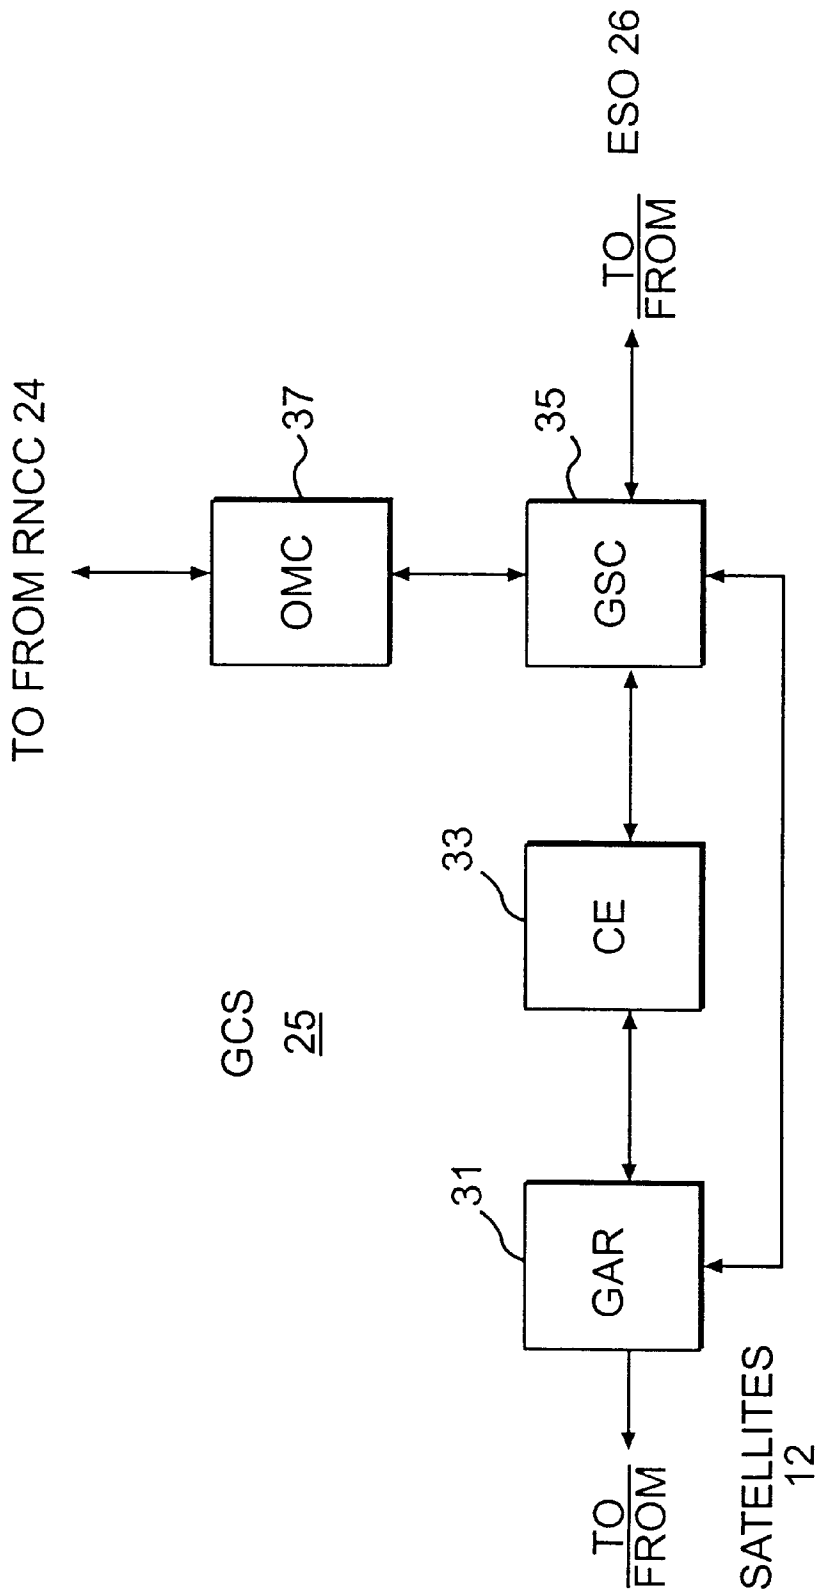 TO FROM RNCC 24
GCS
25
OMC
37
31
33
35
GAR
CE
GSC
TO
FROM
SATELLITES
12
TO
FROM
ESO 26